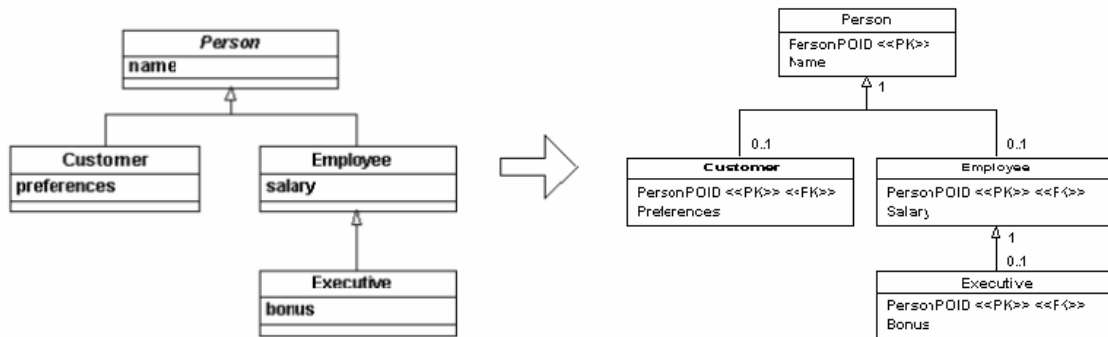 Person
name
Customer
preferences
Employee
salary
Executive
bonus
Person
PersonPOID <<PK>>
Name
1
0..1
0..1
Customer
PersonPOID <<PK>> <<FK>>
Preferences
Employee
PersonPOID <<PK>> <<FK>>
Salary
1
0..1
Executive
PersonPOID <<PK>> <<FK>>
Bonus